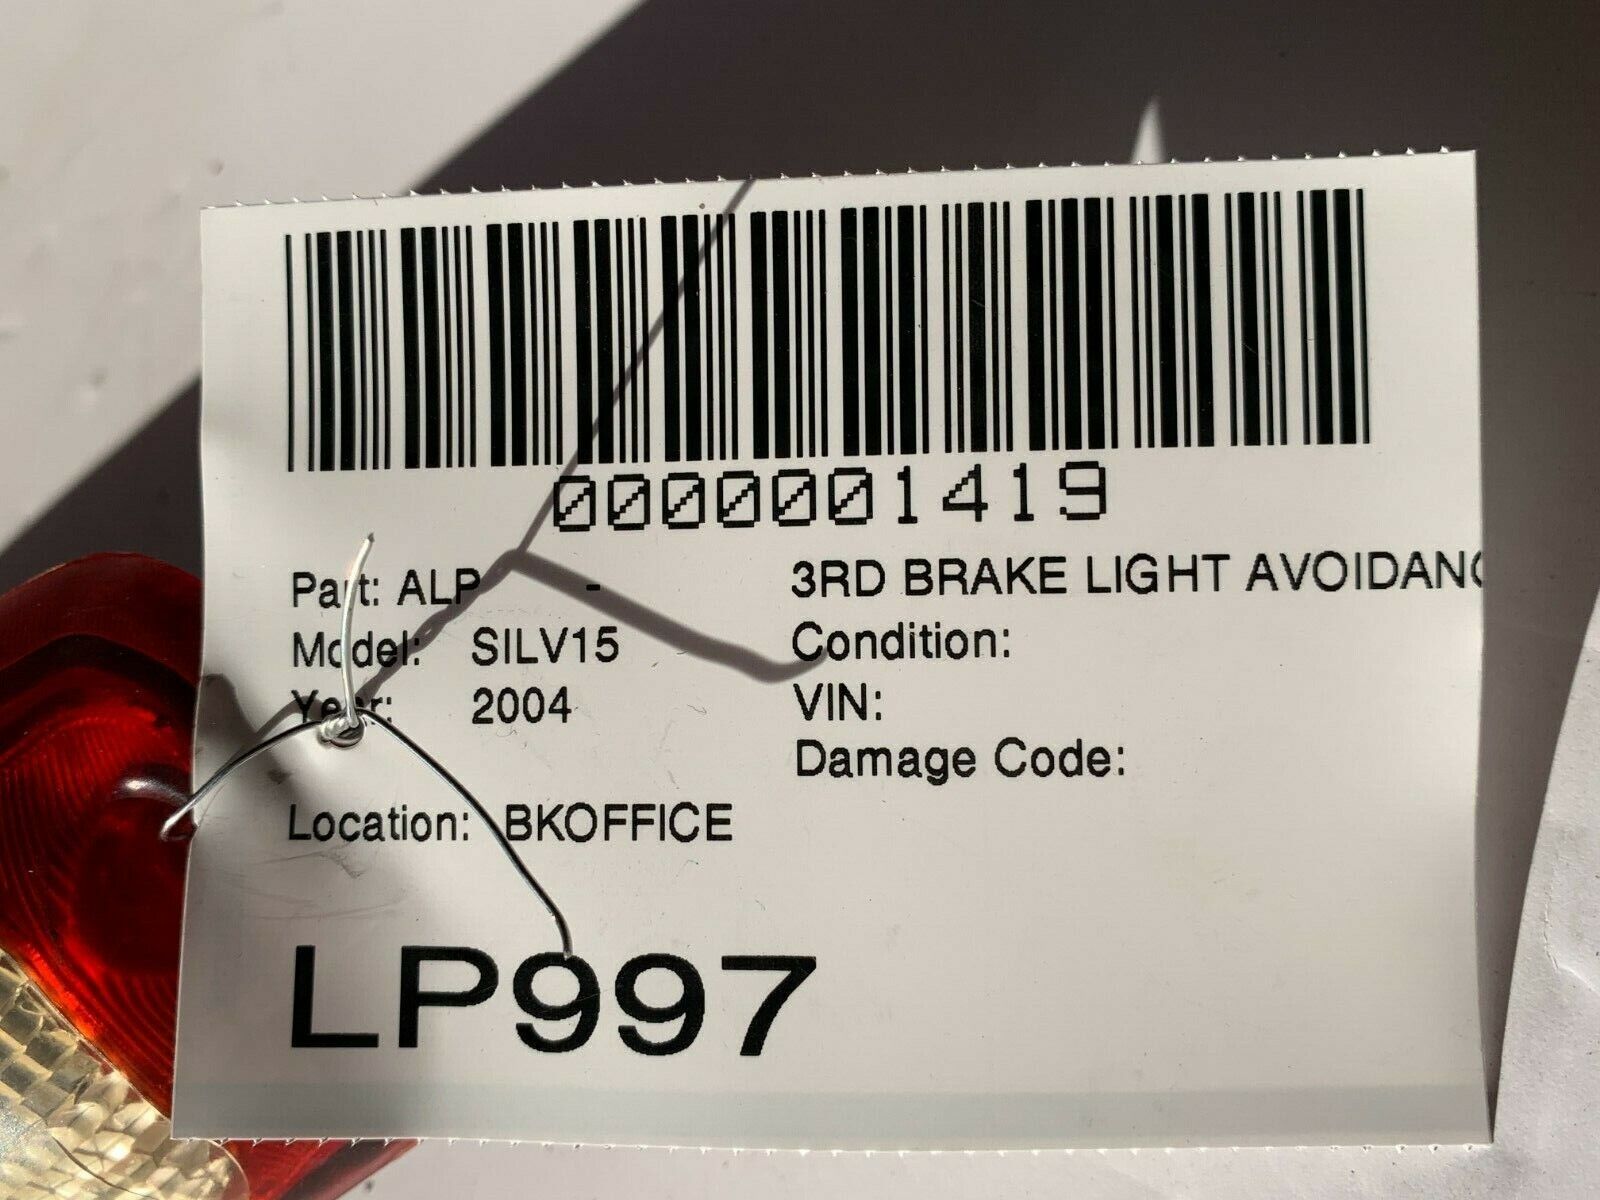 0000001419
Part: ALP - 3RD BRAKE LIGHT AVOIDANC
Model: SILV15 Condition:
Year: 2004 VIN:
Damage Code:
Location: BKOFFICE
LP997